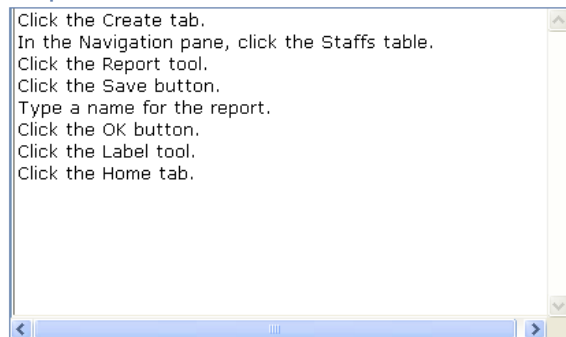 Click the Create tab.
In the Navigation pane, click the Staffs table.
Click the Report tool.
Click the Save button.
Type a name for the report.
Click the OK button.
Click the Label tool.
Click the Home tab.